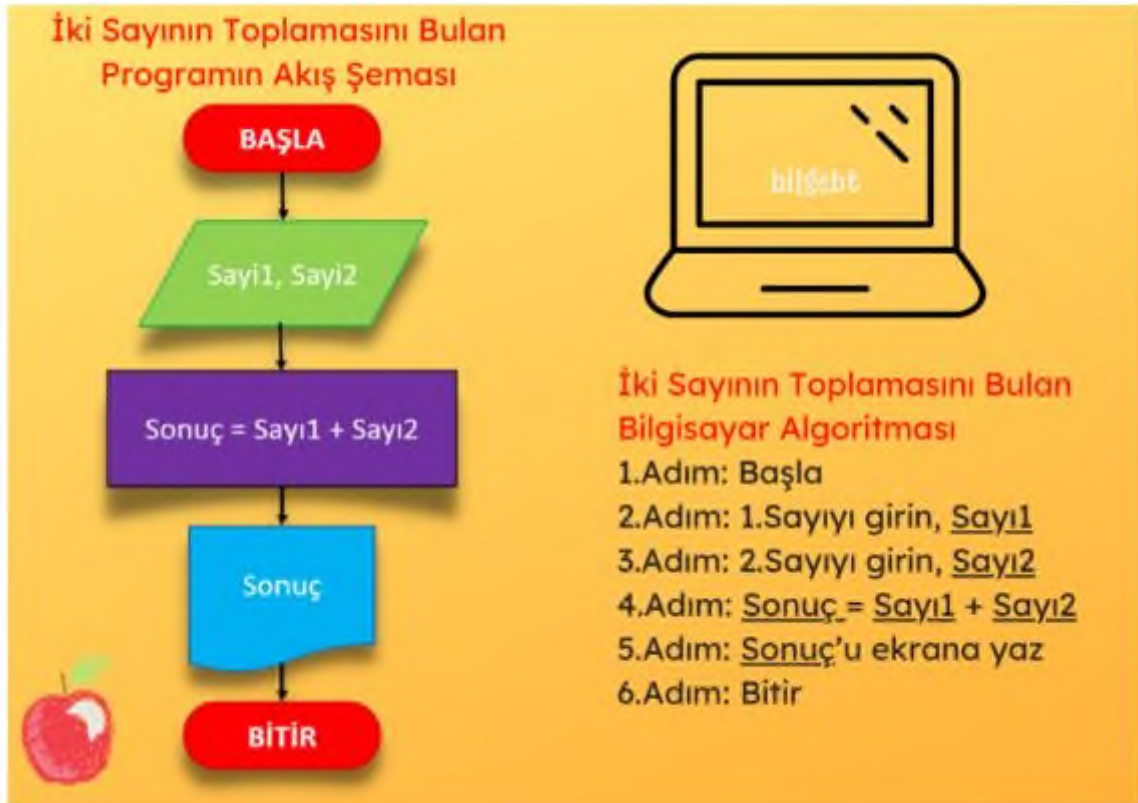 İki Sayının Toplamasını Bulan
Programın Akış Şeması
BAŞLA
Sayi1, Sayi2
Sonuç = Sayı1 + Sayı2
Sonuç
BİTİR
bilgebt
İki Sayının Toplamasını Bulan
Bilgisayar Algoritması
1.Adım: Başla
2.Adım: 1.Sayıyı girin, Sayı1
3.Adım: 2.Sayıyı girin, Sayı2
4.Adım: Sonuç = Sayı1 + Sayı2
5.Adım: Sonuç'u ekrana yaz
6.Adım: Bitir